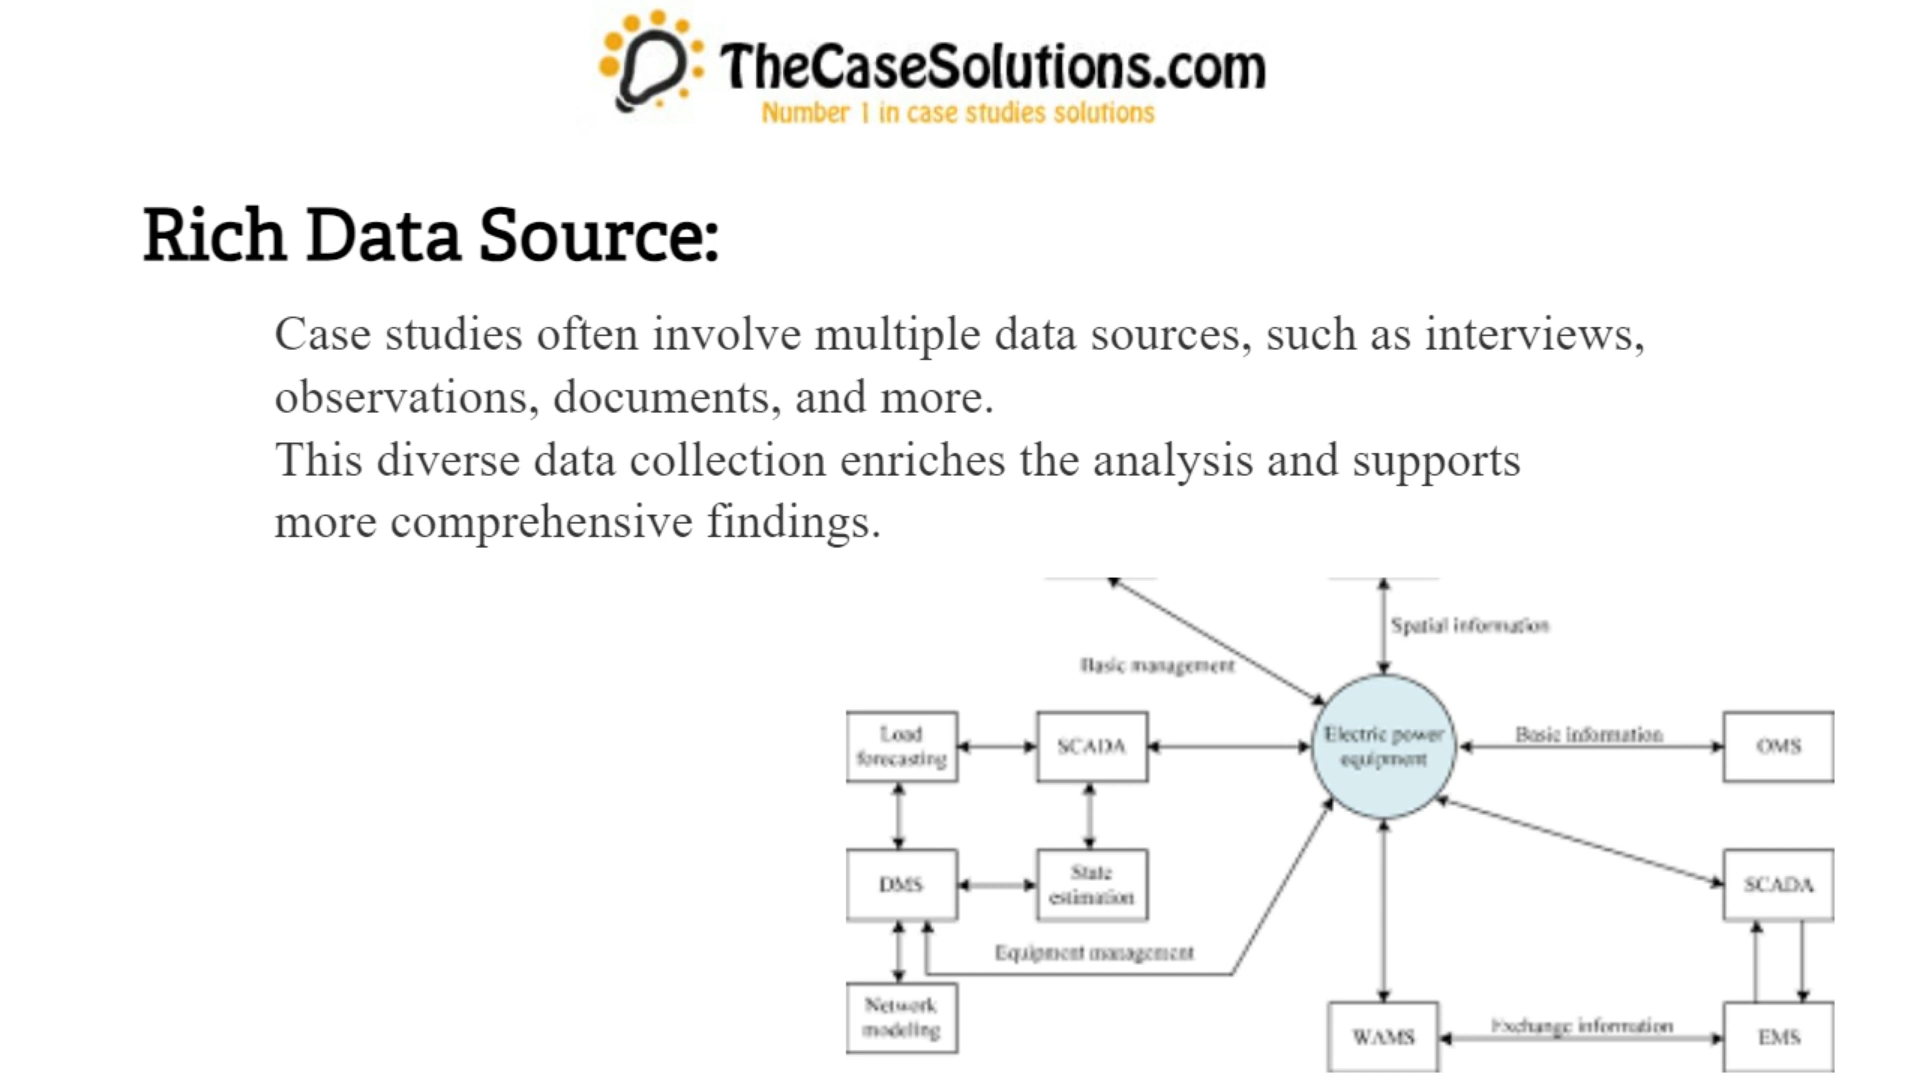 TheCaseSolutions.com
Number 1 in case studies solutions
Rich Data Source:
Case studies often involve multiple data sources, such as interviews,
observations, documents, and more.
This diverse data collection enriches the analysis and supports
more comprehensive findings.
Spatial information
Basic management
Load
forecasting
SCADA
Electric power
equipment
Basic information
OMS
DMS
State
estimation
SCADA
Equipment management
Network
modeling
WAMS
Exchange information
EMS